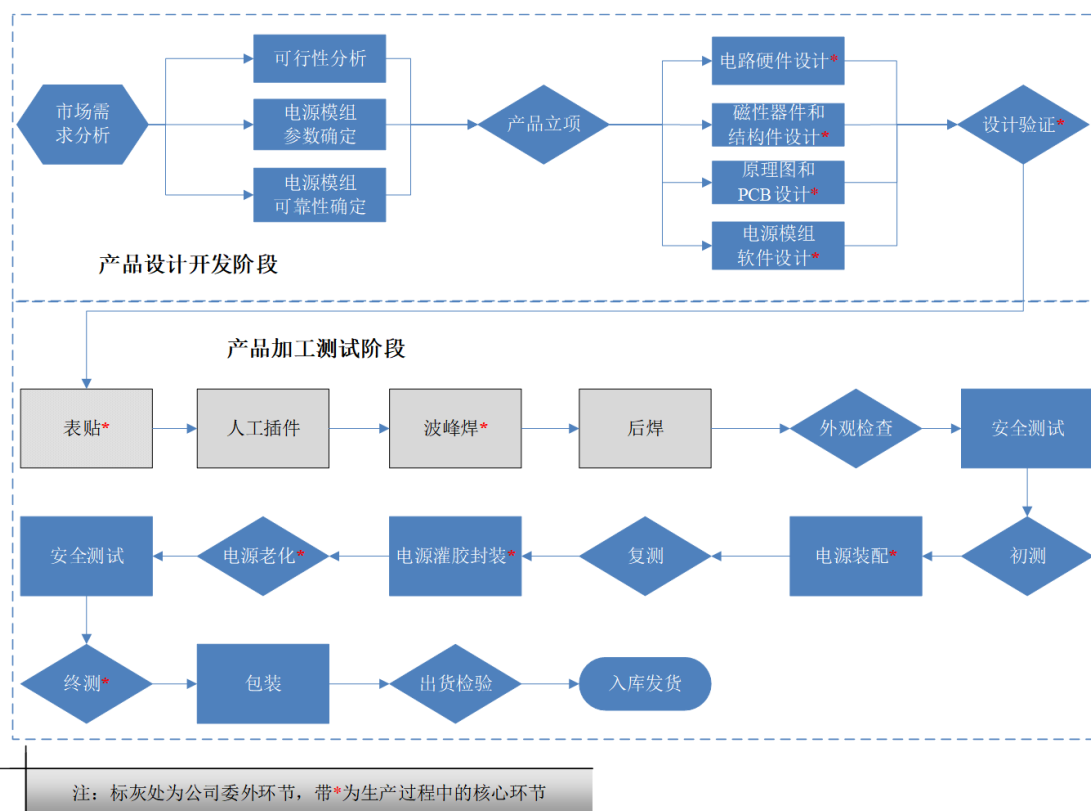 市场需
求分析
可行性分析
电源模组
参数确定
电源模组
可靠性确定
产品立项
电路硬件设计*
磁性器件和
结构件设计*
原理图和
PCB设计*
电源模组
软件设计*
设计验证*
产品设计开发阶段
产品加工测试阶段
表贴*
人工插件
波峰焊*
后焊
外观检查
安全测试
初测
电源装配*
复测
电源灌胶封装*
电源老化*
安全测试
终测*
包装
出货检验
入库发货
注：标灰处为公司委外环节，带*为生产过程中的核心环节